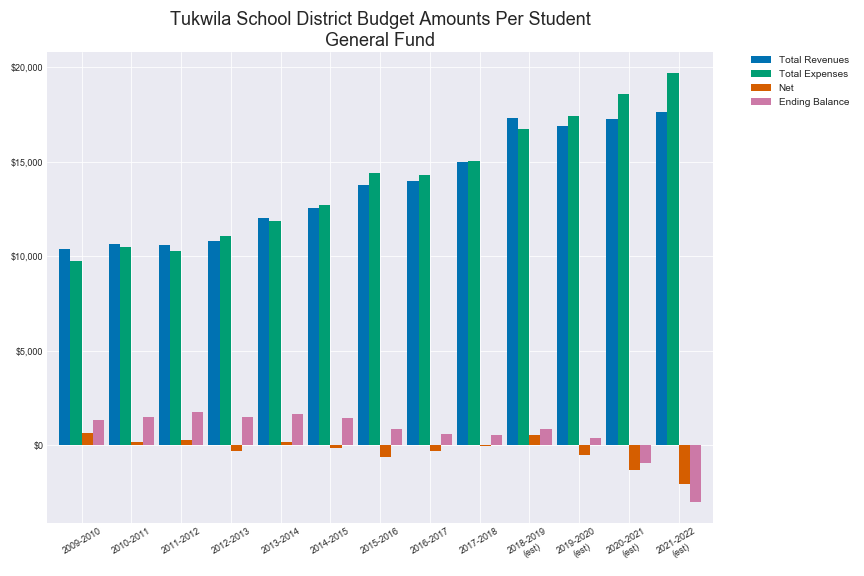 Tukwila School District Budget Amounts Per Student
General Fund
Total Revenues
Total Expenses
Net
Ending Balance
$20,000
$15,000
$10,000
$5,000
$0
2009-2010
2010-2011
2011-2012
2012-2013
2013-2014
2014-2015
2015-2016
2016-2017
2017-2018
2018-2019
(est)
2019-2020
(est)
2020-2021
(est)
2021-2022
(est)